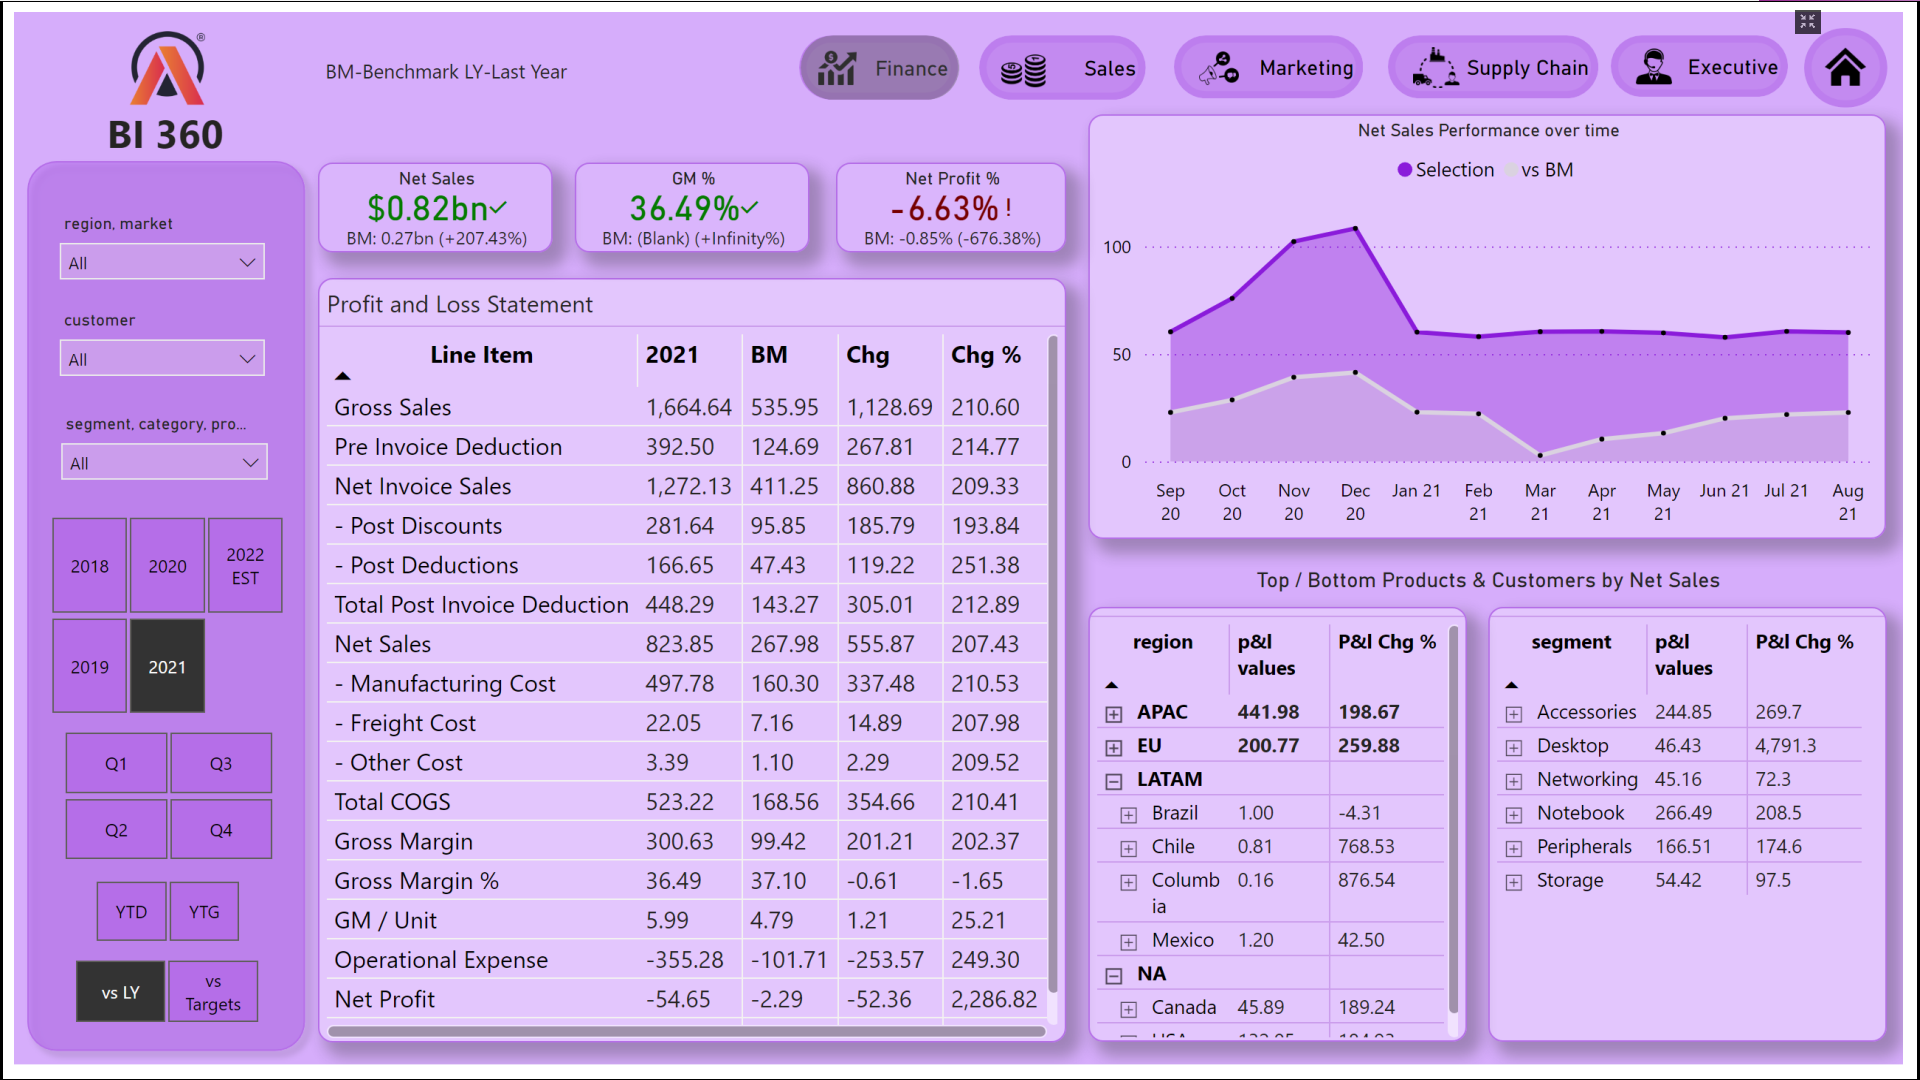 BI 360
BM-Benchmark LY-Last Year
Finance
Sales
Marketing
Supply Chain
Executive
region, market
All
customer
All
segment, category, pro...
All
2018
2020
2022
EST
2019
2021
Q1
Q3
Q2
Q4
YTD
YTG
vs LY
vs
Targets
Net Sales
$0.82bn
BM: 0.27bn (+207.43%)
GM %
36.49%
BM: (Blank) (+Infinity%)
Net Profit %
-6.63% !
BM: -0.85% (-676.38%)
Profit and Loss Statement
Line Item 2021 BM Chg Chg %
Gross Sales 1,664.64 535.95 1,128.69 210.60
Pre Invoice Deduction 392.50 124.69 267.81 214.77
Net Invoice Sales 1,272.13 411.25 860.88 209.33
- Post Discounts 281.64 95.85 185.79 193.84
- Post Deductions 166.65 47.43 119.22 251.38
Total Post Invoice Deduction 448.29 143.27 305.01 212.89
Net Sales 823.85 267.98 555.87 207.43
- Manufacturing Cost 497.78 160.30 337.48 210.53
- Freight Cost 22.05 7.16 14.89 207.98
- Other Cost 3.39 1.10 2.29 209.52
Total COGS 523.22 168.56 354.66 210.41
Gross Margin 300.63 99.42 201.21 202.37
Gross Margin % 36.49 37.10 -0.61 -1.65
GM / Unit 5.99 4.79 1.21 25.21
Operational Expense -355.28 -101.71 -253.57 249.30
Net Profit -54.65 -2.29 -52.36 2,286.82
Net Sales Performance over time
Selection vs BM
100
50
0
Sep Oct Nov Dec Jan 21 Feb Mar Apr May Jun 21 Jul 21 Aug
20 20 20 20 21 21 21 21 21
Top / Bottom Products & Customers by Net Sales
region p&l P&l Chg %
values
APAC 441.98 198.67
EU 200.77 259.88
LATAM
Brazil 1.00 -4.31
Chile 0.81 768.53
Columb 0.16 876.54
ia
Mexico 1.20 42.50
NA
Canada 45.89 189.24
segment p&l P&l Chg %
values
Accessories 244.85 269.7
Desktop 46.43 4,791.3
Networking 45.16 72.3
Notebook 266.49 208.5
Peripherals 166.51 174.6
Storage 54.42 97.5